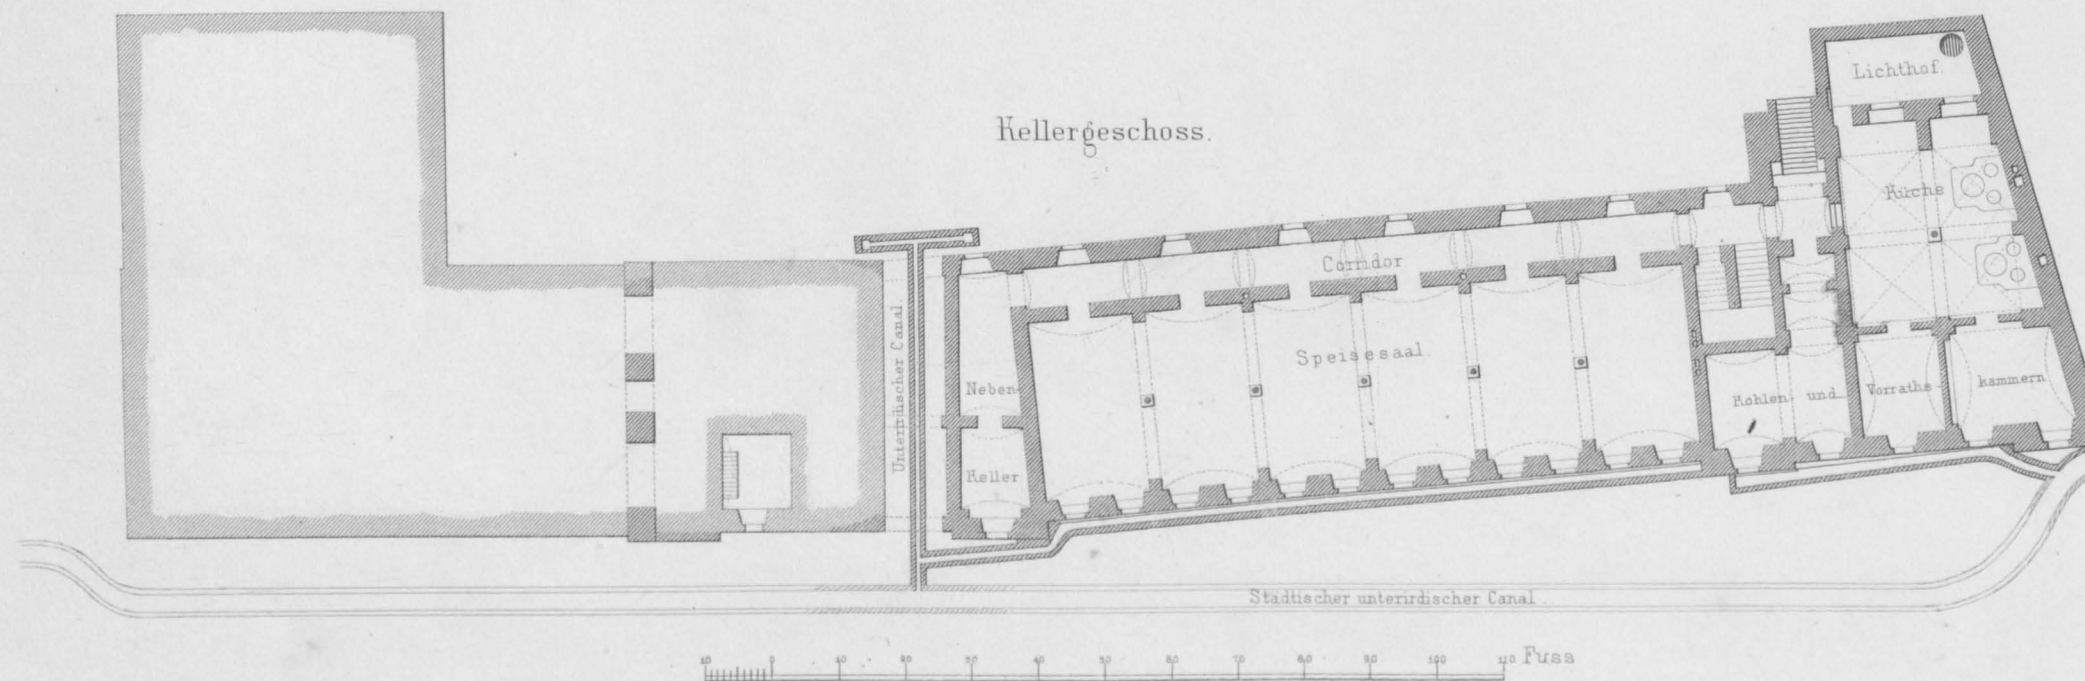 Kellergeschoss.
Lichthof.
Küche
Corridor
Speisesaal.
Unterirdischer Canal.
Neben-
Keller
Kohlen- und
Vorraths-
kammern
Städtischer unterirdischer Canal.
10 0 10 20 30 40 50 60 70 80 90 100 110 Fuss